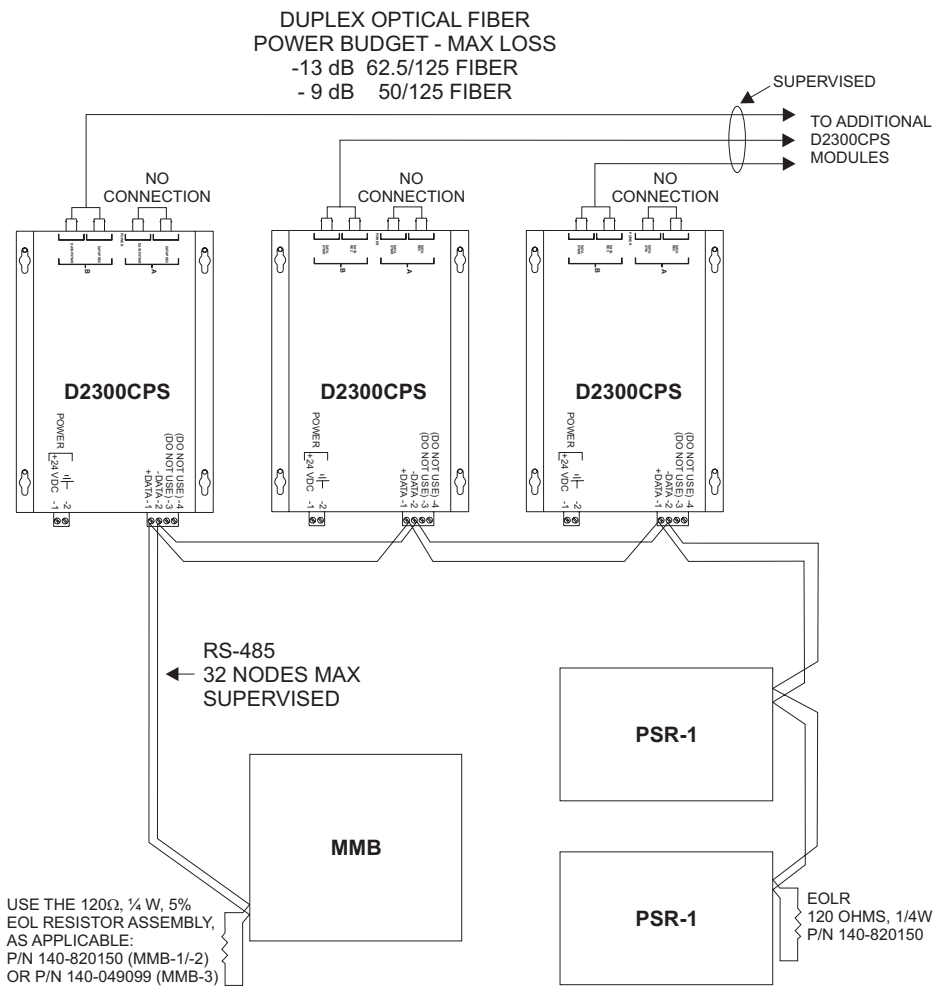 DUPLEX OPTICAL FIBER
POWER BUDGET - MAX LOSS
-13 dB 62.5/125 FIBER
- 9 dB 50/125 FIBER
SUPERVISED
TO ADDITIONAL
D2300CPS
MODULES
NO
CONNECTION
NO
CONNECTION
NO
CONNECTION
B
A
B
A
B
A
D2300CPS
D2300CPS
D2300CPS
POWER
+24 VDC -1
-2
(DO NOT USE) -4
(DO NOT USE) -3
-DATA -2
+DATA -1
POWER
+24 VDC -1
-2
(DO NOT USE) -4
(DO NOT USE) -3
-DATA -2
+DATA -1
POWER
+24 VDC -1
-2
(DO NOT USE) -4
(DO NOT USE) -3
-DATA -2
+DATA -1
RS-485
32 NODES MAX
SUPERVISED
PSR-1
MMB
PSR-1
USE THE 120Ω, ¼ W, 5%
EOL RESISTOR ASSEMBLY,
AS APPLICABLE:
P/N 140-820150 (MMB-1/-2)
OR P/N 140-049099 (MMB-3)
EOLR
120 OHMS, 1/4W
P/N 140-820150